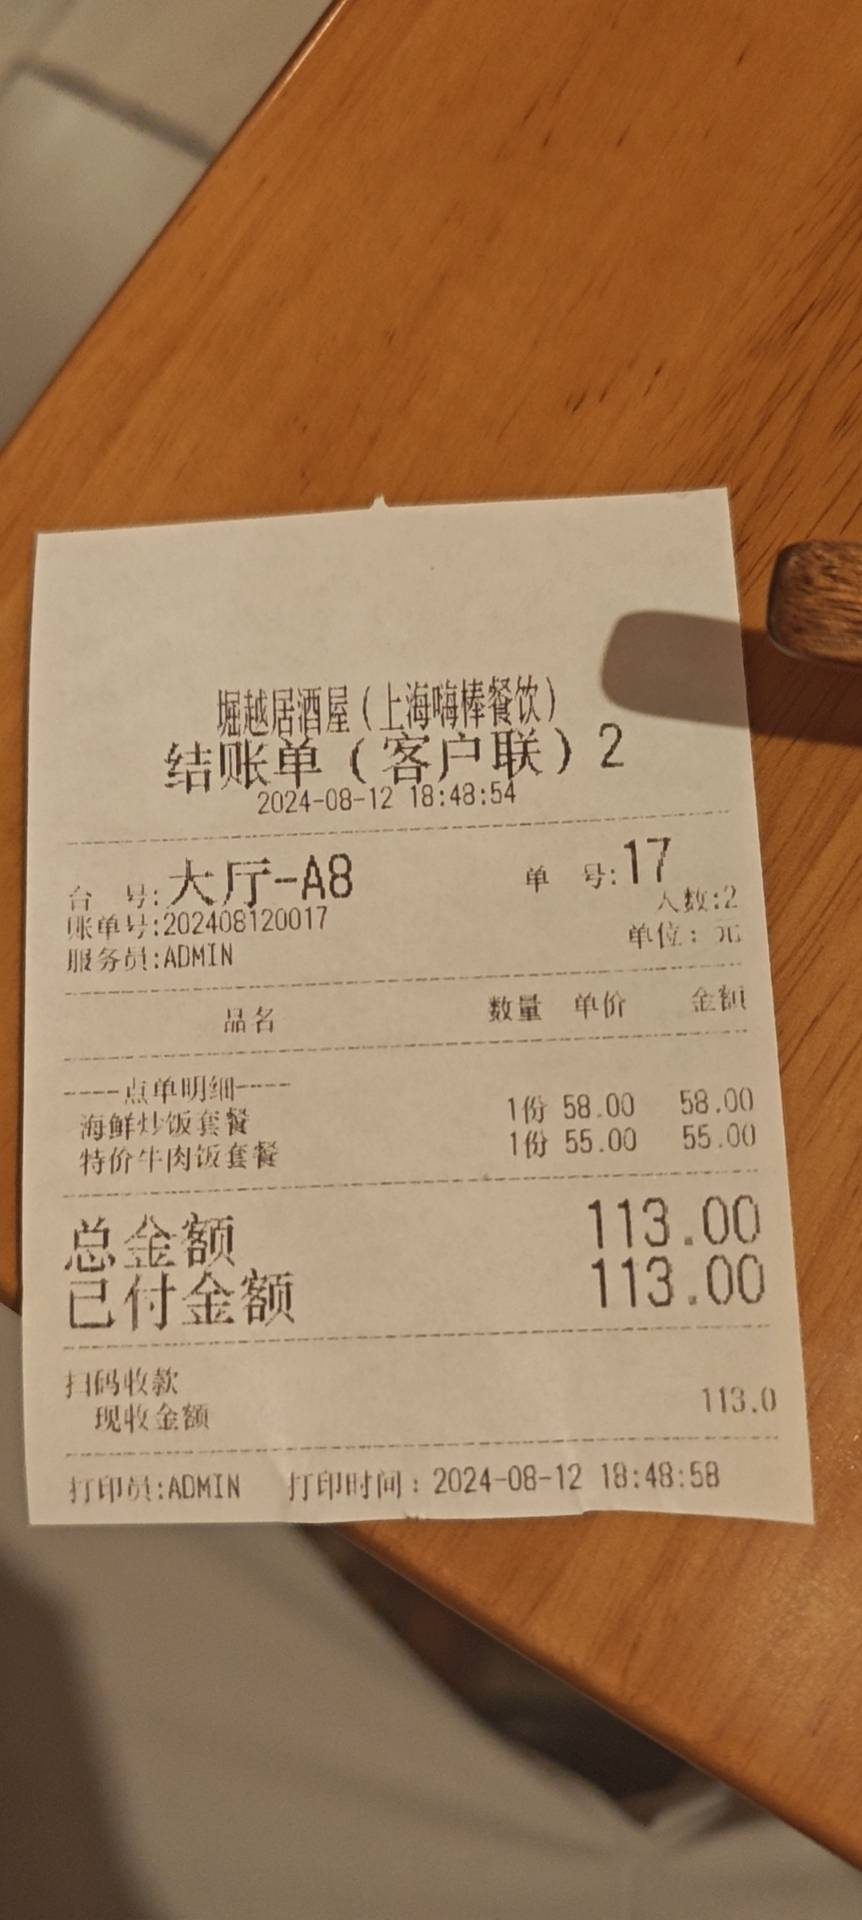 堀越居酒屋(上海嗨棒餐饮)
结账单(客户联)2
2024-08-12 18:48:54
台 号:大厅-A8 单 号:17
人数:2
账单号:202408120017
单位：元
服务员:ADMIN
品名 数量 单价 金额
----点单明细----
海鲜炒饭套餐 1份 58.00 58.00
特价牛肉饭套餐 1份 55.00 55.00
总金额 113.00
已付金额 113.00
扫码收款
现收金额 113.0
打印员:ADMIN 打印时间：2024-08-12 18:48:58